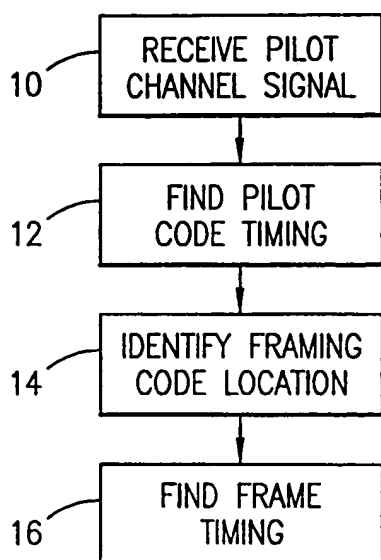 10
RECEIVE PILOT
CHANNEL SIGNAL
12
FIND PILOT
CODE TIMING
14
IDENTIFY FRAMING
CODE LOCATION
16
FIND FRAME
TIMING